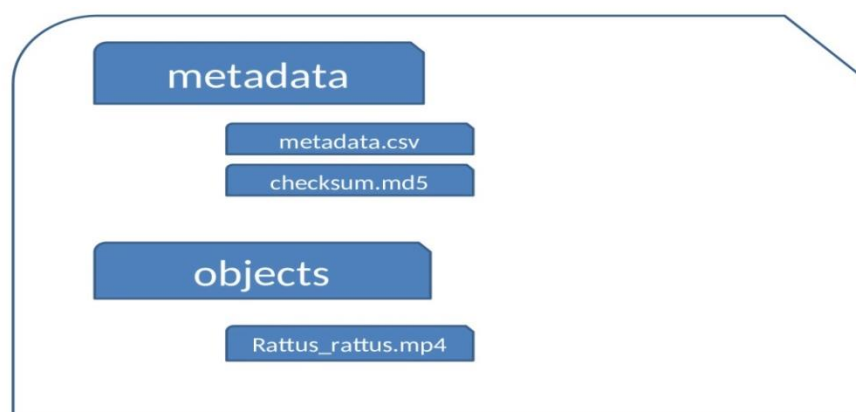 metadata
metadata.csv
checksum.md5
objects
Rattus_rattus.mp4